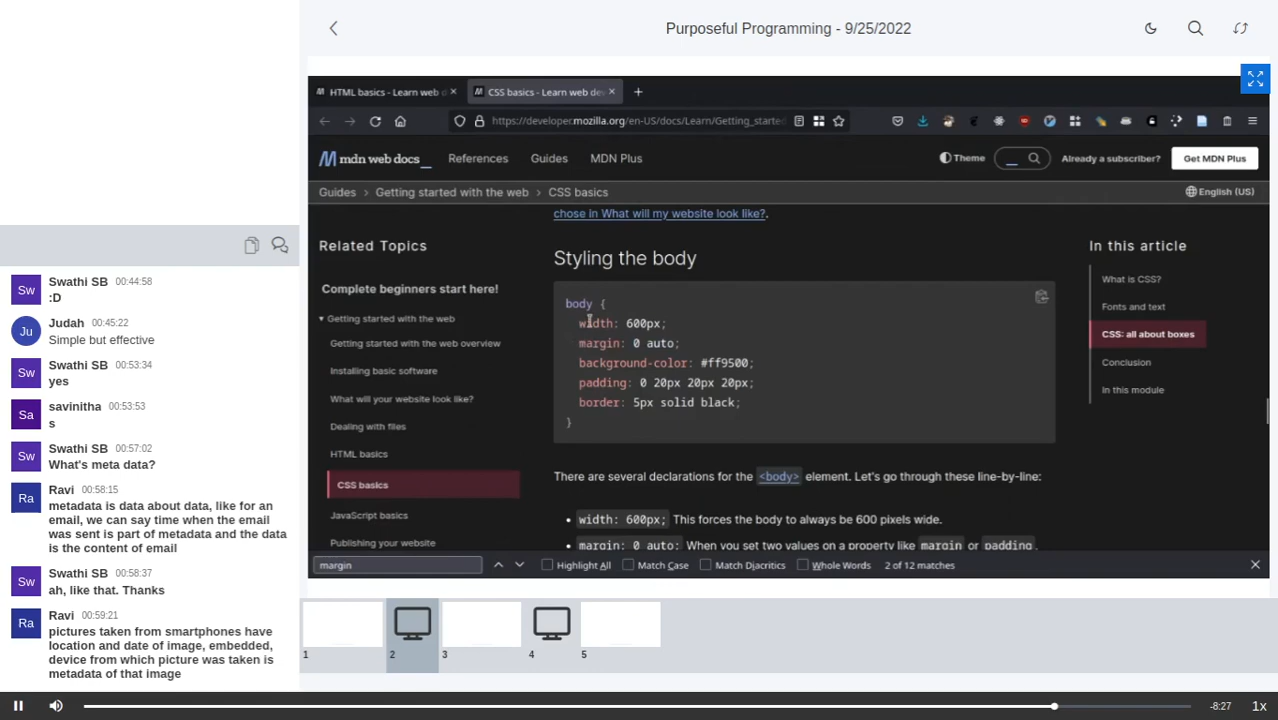 Purposeful Programming - 9/25/2022
Swathi SB 00:44:58
:D
Judah 00:45:22
Simple but effective
Swathi SB 00:53:34
yes
savinitha 00:53:53
s
Swathi SB 00:57:02
What's meta data?
Ravi 00:58:15
metadata is data about data, like for an
email, we can say time when the email
was sent is part of metadata and the data
is the content of email
Swathi SB 00:58:37
ah, like that. Thanks
Ravi 00:59:21
pictures taken from smartphones have
location and date of image, embedded,
device from which picture was taken is
metadata of that image
Sw
Ju
Sw
Sa
Sw
Ra
Sw
Ra
HTML basics - Learn web d
CSS basics - Learn web de
https://developer.mozilla.org/en-US/docs/Learn/Getting_starte
mdn web docs_ References Guides MDN Plus Theme Already a subscriber? Get MDN Plus
Guides > Getting started with the web > CSS basics English (US)
Related Topics
Complete beginners start here!
Getting started with the web
Getting started with the web overview
Installing basic software
What will your website look like?
Dealing with files
HTML basics
CSS basics
JavaScript basics
Publishing your website
chose in What will my website look like?.
Styling the body
body {
width: 600px;
margin: 0 auto;
background-color: #ff9500;
padding: 0 20px 20px 20px;
border: 5px solid black;
}
There are several declarations for the <body> element. Let's go through these line-by-line:
• width: 600px; This forces the body to always be 600 pixels wide.
• margin: 0 auto; When you set two values on a property like margin or padding,
In this article
What is CSS?
Fonts and text
CSS: all about boxes
Conclusion
In this module
margin Highlight All Match Case Match Diacritics Whole Words 2 of 12 matches
1 2 3 4 5
-8:27 1x